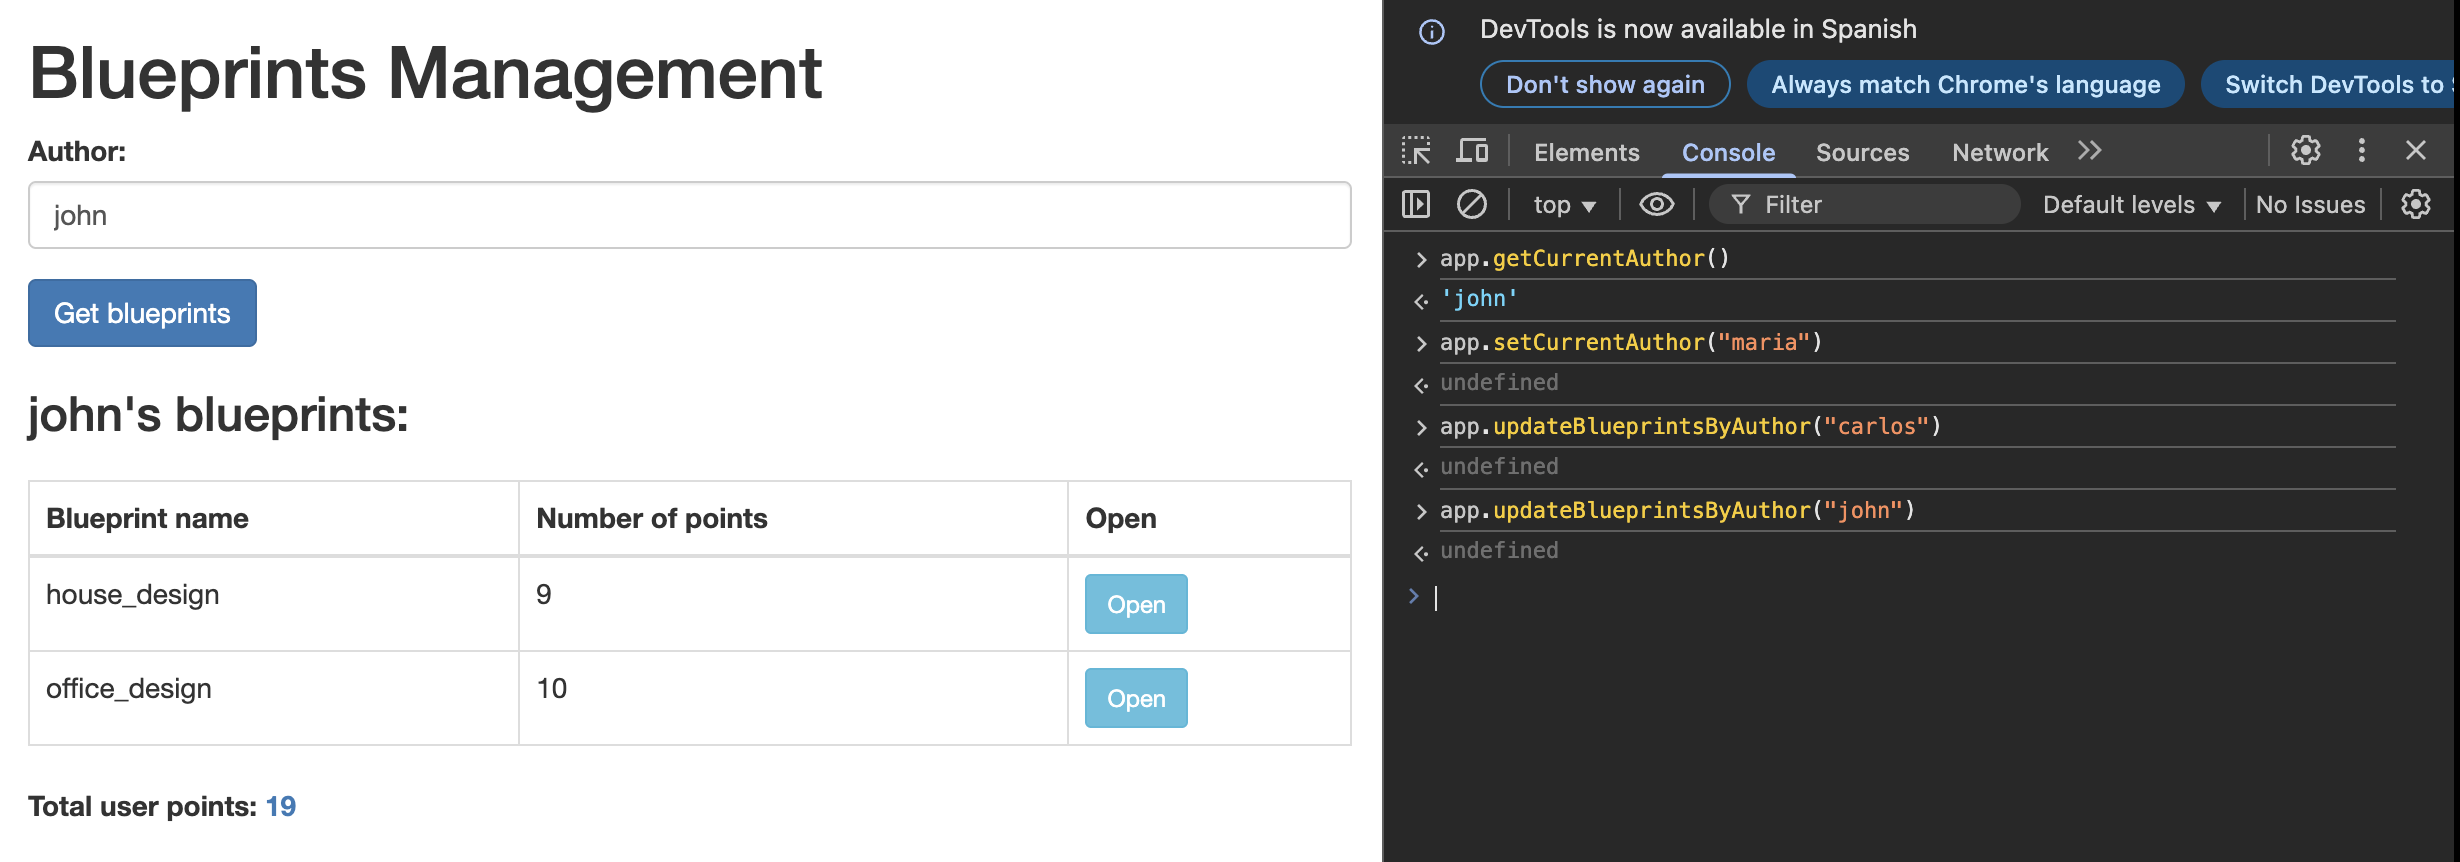 Blueprints Management
Author:
john
Get blueprints
john's blueprints:
Blueprint name Number of points Open
house_design 9 Open
office_design 10 Open
Total user points: 19
DevTools is now available in Spanish
Don't show again Always match Chrome's language Switch DevTools to
Elements Console Sources Network
top Filter Default levels No Issues
app.getCurrentAuthor()
'john'
app.setCurrentAuthor("maria")
undefined
app.updateBlueprintsByAuthor("carlos")
undefined
app.updateBlueprintsByAuthor("john")
undefined